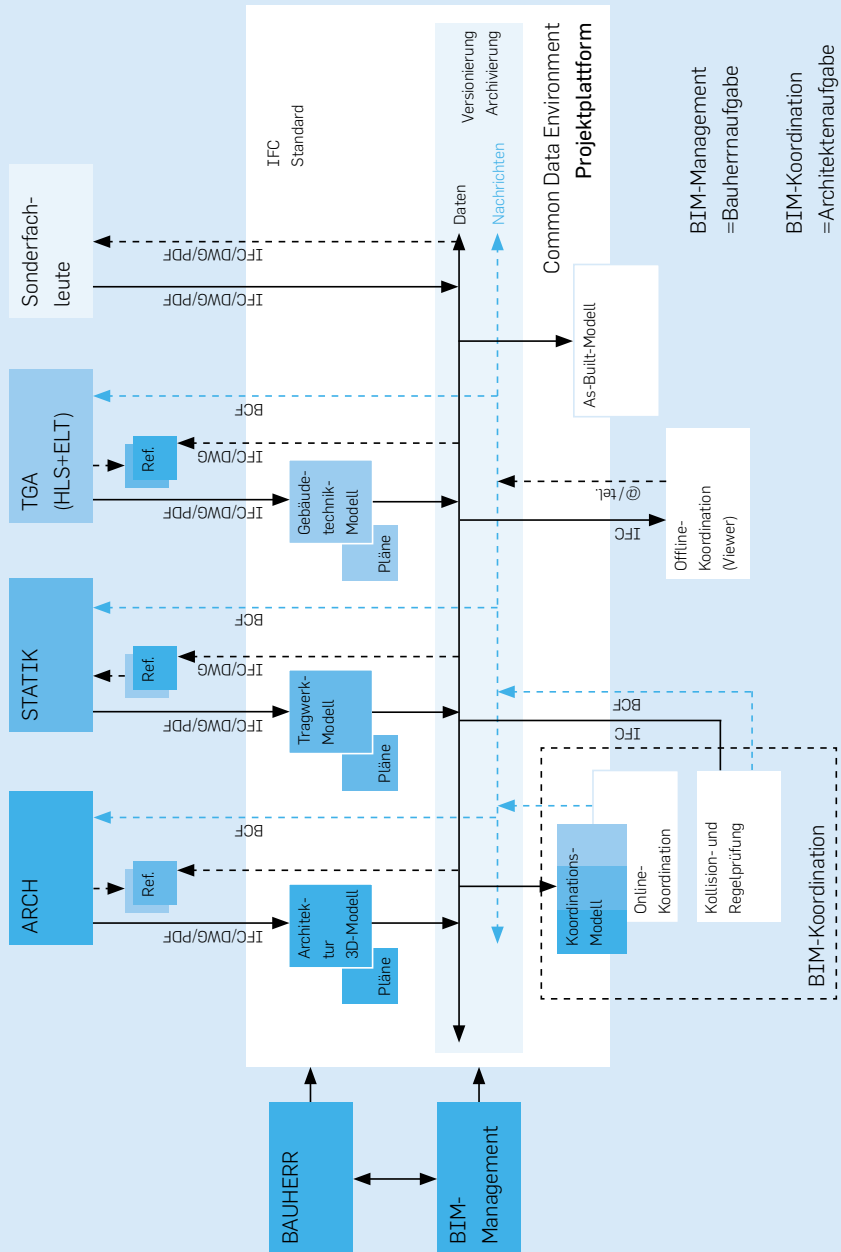 ARCH
STATIK
TGA
(HLS+ELT)
Sonderfach-
leute
Ref.
Ref.
Ref.
IFC/DWG/PDF
BCF
IFC/DWG/PDF
IFC/DWG
BCF
IFC/DWG/PDF
IFC/DWG
BCF
IFC/DWG/PDF
IFC/DWG/PDF
BAUHERR
Architek-
tur
3D-Modell
Pläne
Tragwerk-
Modell
Pläne
Gebäude-
technik-
Modell
Pläne
IFC
Standard
BIM-
Management
Daten
Nachrichten
Versionierung
Archivierung
Common Data Environment
Projektplattform
Koordinations-
Modell
Online-
Koordination
IFC
BCF
Kollision- und
Regelprüfung
BIM-Koordination
IFC
@/tel.
Offline-
Koordination
(Viewer)
As-Built-Modell
BIM-Management
=Bauherrnaufgabe
BIM-Koordination
=Architektenaufgabe